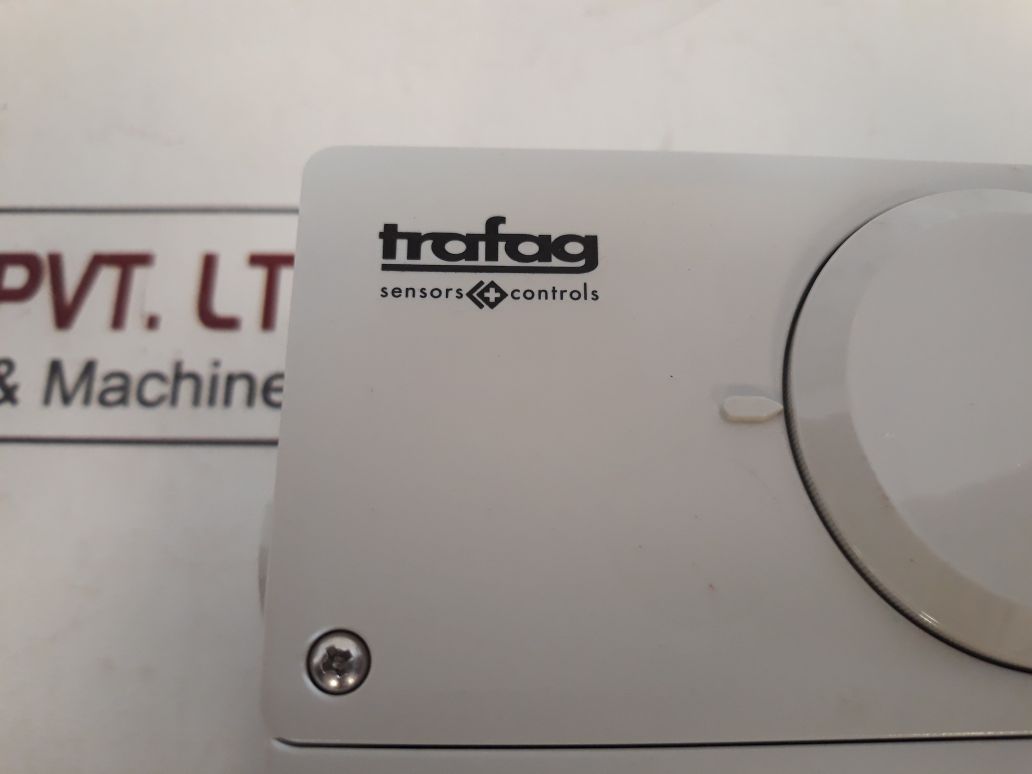 trafag
sensors controls
PVT. LT
& Machine